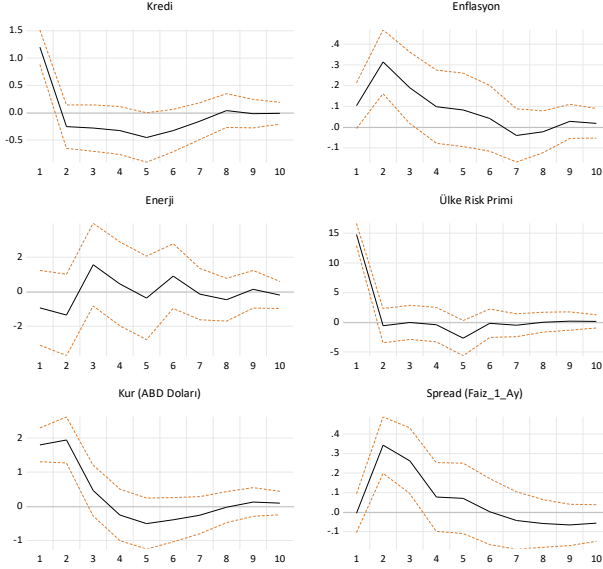 Kredi
1.5
1.0
0.5
0.0
-0.5
1 2 3 4 5 6 7 8 9 10
Enflasyon
.4
.3
.2
.1
.0
-.1
1 2 3 4 5 6 7 8 9 10
Enerji
2
0
-2
1 2 3 4 5 6 7 8 9 10
Ülke Risk Primi
15
10
5
0
-5
1 2 3 4 5 6 7 8 9 10
Kur (ABD Doları)
2
1
0
-1
1 2 3 4 5 6 7 8 9 10
Spread (Faiz_1_Ay)
.4
.3
.2
.1
.0
-.1
1 2 3 4 5 6 7 8 9 10